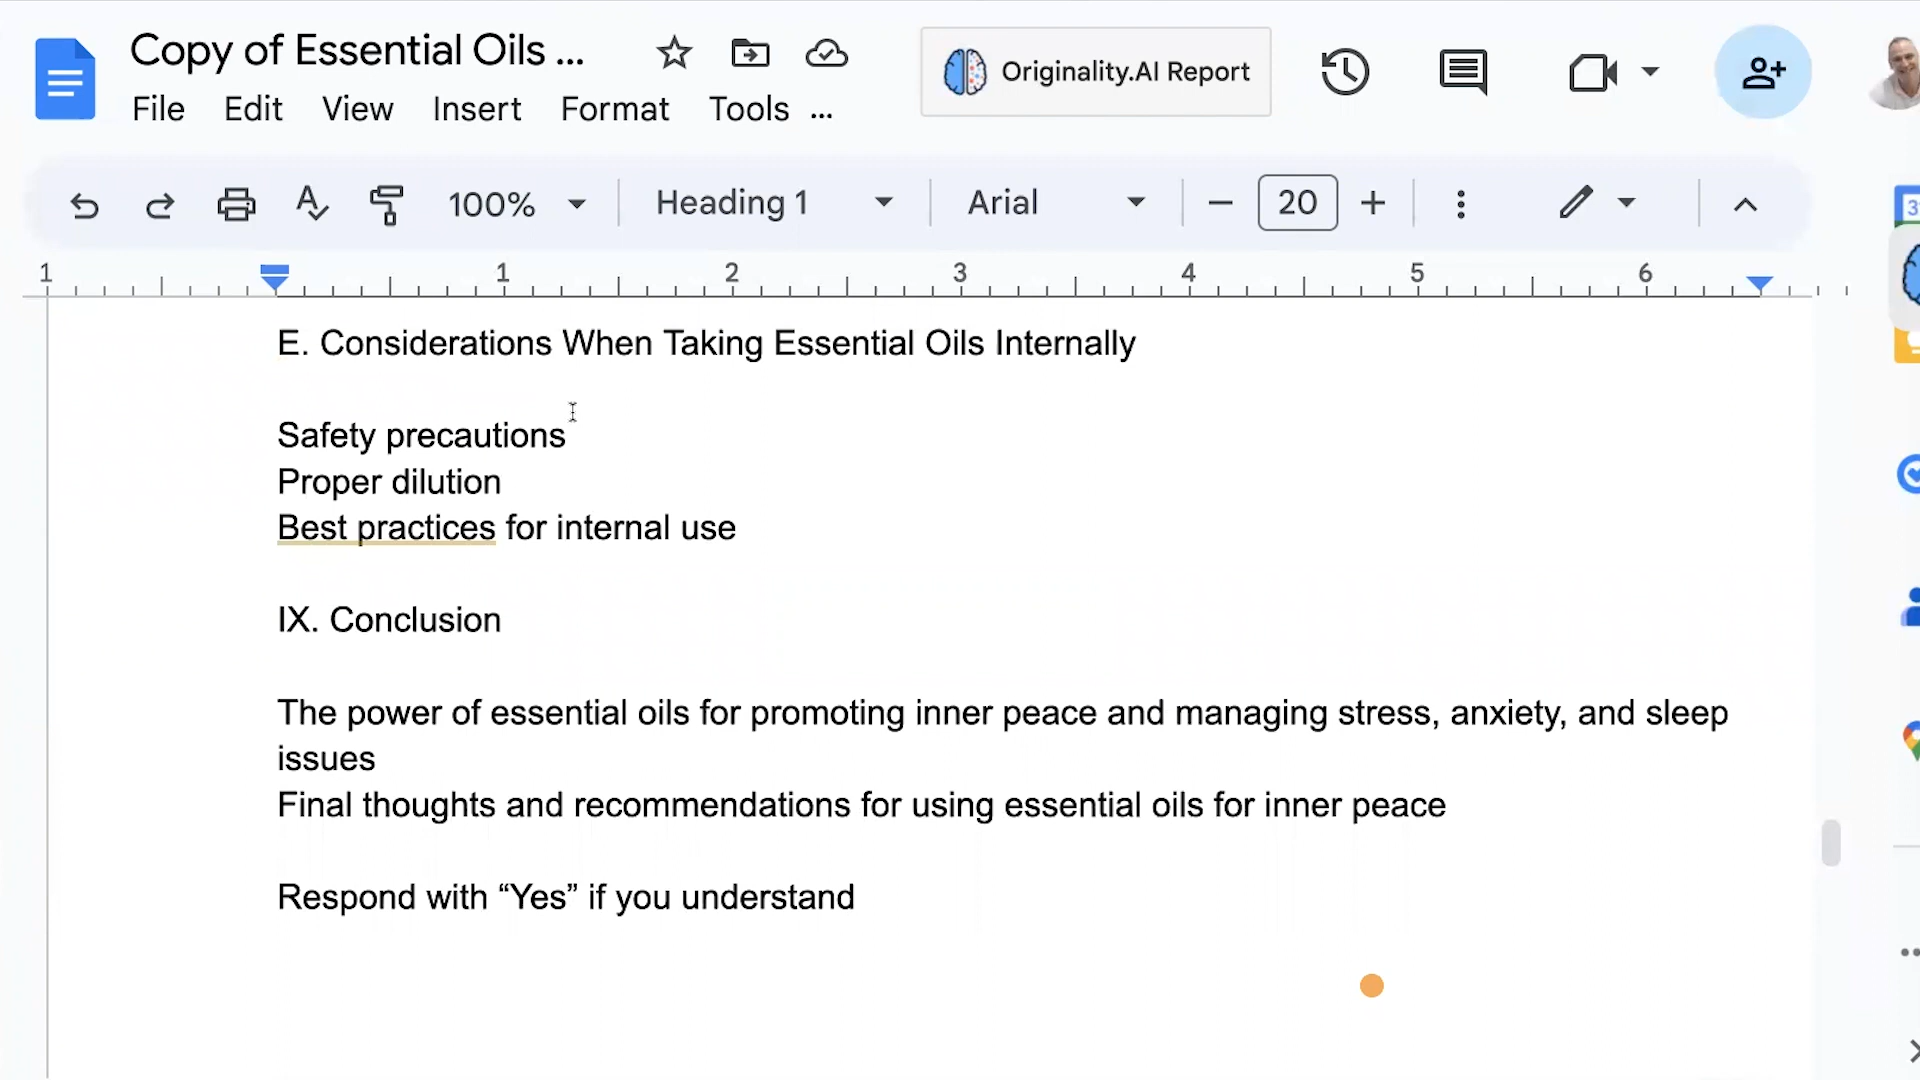 Copy of Essential Oils ...
Originality.AI Report
File Edit View Insert Format Tools ...
100% Heading 1 Arial 20
1 1 2 3 4 5 6
E. Considerations When Taking Essential Oils Internally
Safety precautions
Proper dilution
Best practices for internal use
IX. Conclusion
The power of essential oils for promoting inner peace and managing stress, anxiety, and sleep
issues
Final thoughts and recommendations for using essential oils for inner peace
Respond with “Yes” if you understand